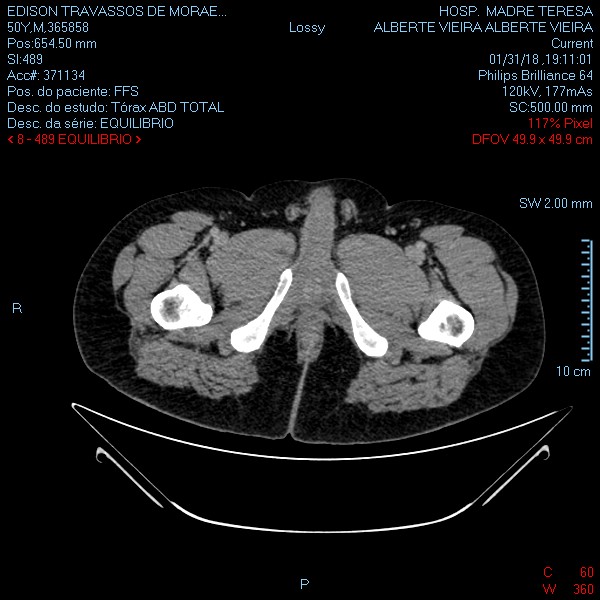 EDISON TRAVASSOS DE MORAE...
50Y,M,365858
Pos:654.50 mm
SI:489
Acc#: 371134
Pos. do paciente: FFS
Desc. do estudo: Tórax ABD TOTAL
Desc. da série: EQUILIBRIO
< 8 - 489 EQUILIBRIO >
Lossy
HOSP. MADRE TERESA
ALBERTE VIEIRA ALBERTE VIEIRA
Current
01/31/18 ,19:11:01
Philips Brilliance 64
120kV, 177mAs
SC:500.00 mm
117% Pixel
DFOV 49.9 x 49.9 cm
SW 2.00 mm
R
10 cm
P
C 60
W 360